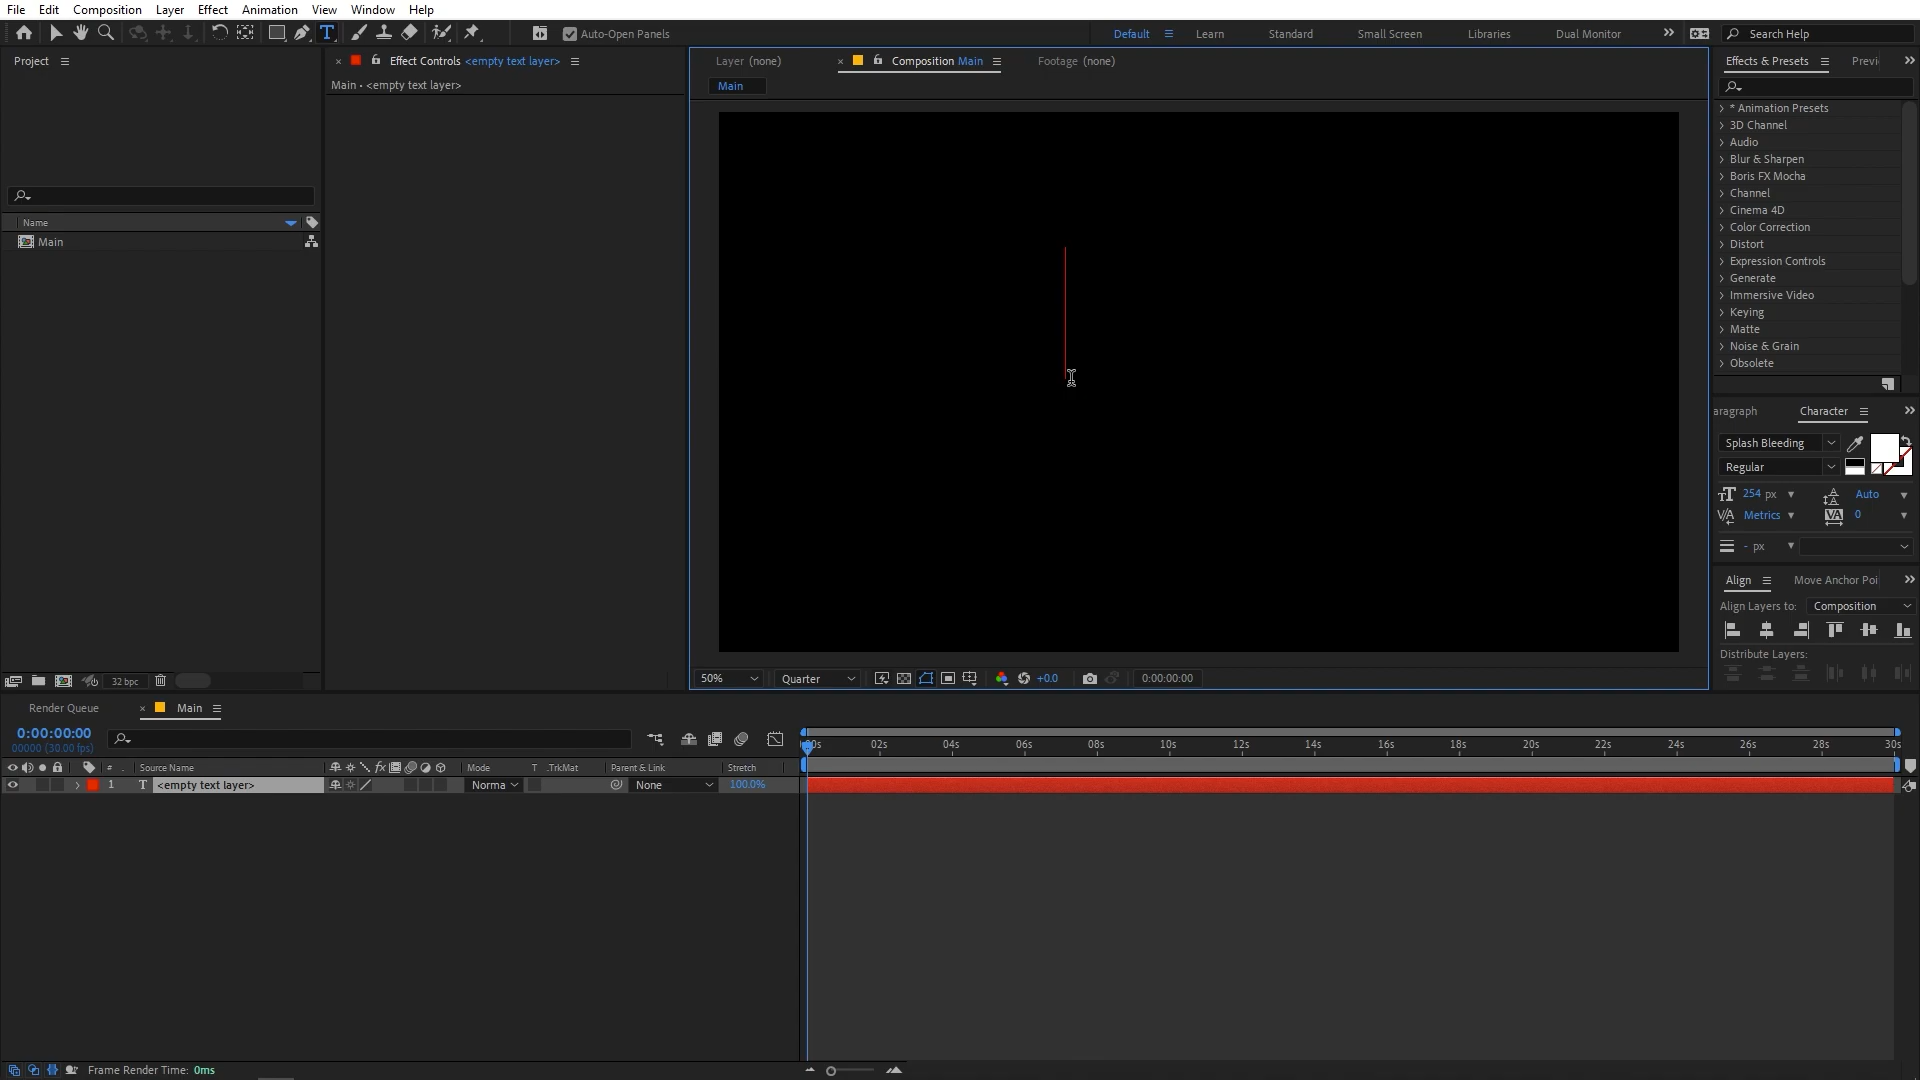 File Edit Composition Layer Effect Animation View Window Help
Auto-Open Panels
Default Learn Standard Small Screen Libraries Dual Monitor Search Help
Project
Effect Controls <empty text layer>
Layer (none) Composition Main Footage (none)
Effects & Presets Previ
Main • <empty text layer>
Main
* Animation Presets
3D Channel
Audio
Blur & Sharpen
Boris FX Mocha
Channel
Cinema 4D
Color Correction
Distort
Expression Controls
Generate
Immersive Video
Keying
Matte
Noise & Grain
Obsolete
Name
Main
aragraph Character
Splash Bleeding
Regular
254 px Auto
Metrics 0
- px
Align Move Anchor Poi
Align Layers to: Composition
Distribute Layers:
32 bpc
50% Quarter +0.0 0:00:00:00
Render Queue Main
0:00:00:00
00000 (30.00 fps)
00s 02s 04s 06s 08s 10s 12s 14s 16s 18s 20s 22s 24s 26s 28s 30s
# . Source Name fx Mode T .TrkMat Parent & Link Stretch
1 T <empty text layer> Norma None 100.0%
Frame Render Time: 0ms